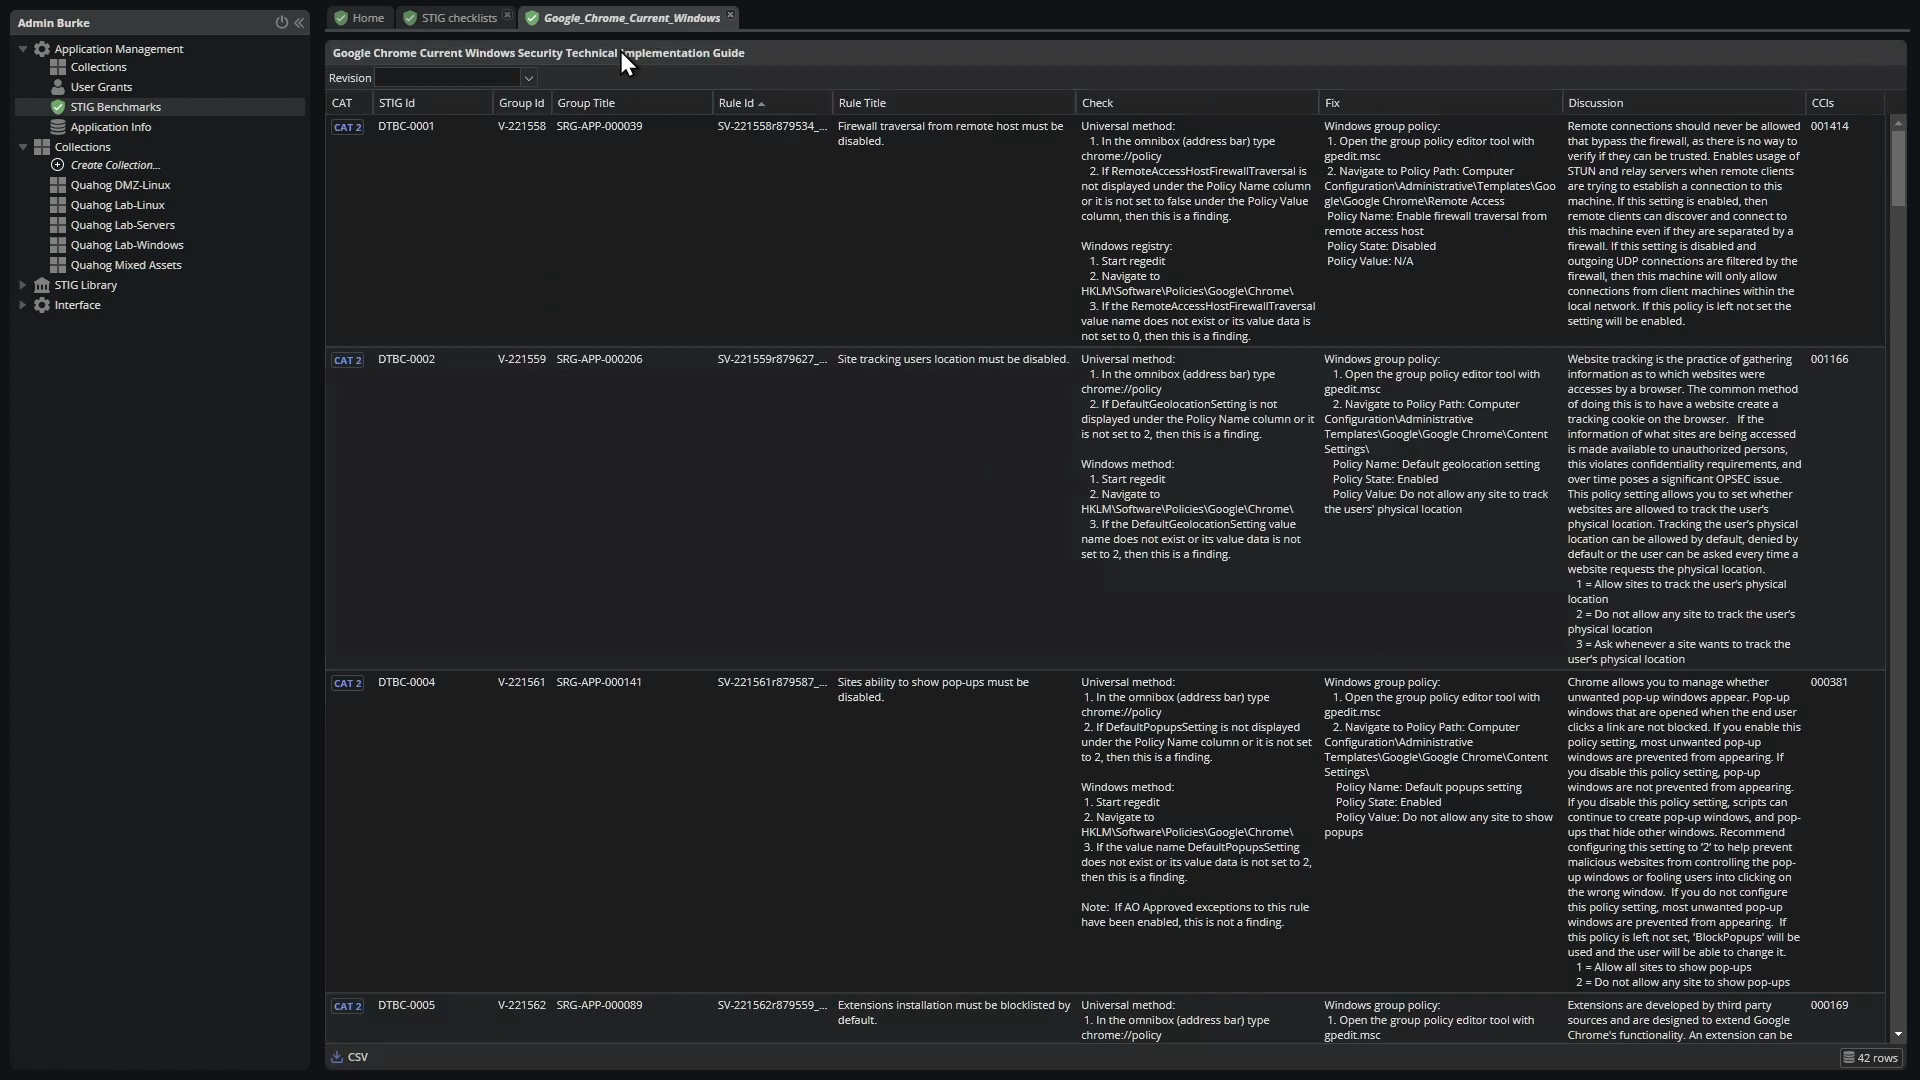 Admin Burke
Application Management
Collections
User Grants
STIG Benchmarks
Application Info
Collections
Create Collection...
Quahog DMZ-Linux
Quahog Lab-Linux
Quahog Lab-Servers
Quahog Lab-Windows
Quahog Mixed Assets
STIG Library
Interface
Home
STIG checklists
Google_Chrome_Current_Windows
Google Chrome Current Windows Security Technical Implementation Guide
Revision
CAT STIG Id Group Id Group Title Rule Id Rule Title Check Fix Discussion CCIs
CAT 2
DTBC-0001
V-221558
SRG-APP-000039
SV-221558r879534_...
Firewall traversal from remote host must be
disabled.
Universal method:
1. In the omnibox (address bar) type
chrome://policy
2. If RemoteAccessHostFirewallTraversal is
not displayed under the Policy Name column
or it is not set to false under the Policy Value
column, then this is a finding.
Windows registry:
1. Start regedit
2. Navigate to
HKLM\Software\Policies\Google\Chrome\
3. If the RemoteAccessHostFirewallTraversal
value name does not exist or its value data is
not set to 0, then this is a finding.
Windows group policy:
1. Open the group policy editor tool with
gpedit.msc
2. Navigate to Policy Path: Computer
Configuration\Administrative\Templates\Goo
gle\Google Chrome\Remote Access
Policy Name: Enable firewall traversal from
remote access host
Policy State: Disabled
Policy Value: N/A
Remote connections should never be allowed
that bypass the firewall, as there is no way to
verify if they can be trusted. Enables usage of
STUN and relay servers when remote clients
are trying to establish a connection to this
machine. If this setting is enabled, then
remote clients can discover and connect to
this machine even if they are separated by a
firewall. If this setting is disabled and
outgoing UDP connections are filtered by the
firewall, then this machine will only allow
connections from client machines within the
local network. If this policy is left not set the
setting will be enabled.
001414
CAT 2
DTBC-0002
V-221559
SRG-APP-000206
SV-221559r879627_...
Site tracking users location must be disabled.
Universal method:
1. In the omnibox (address bar) type
chrome://policy
2. If DefaultGeolocationSetting is not
displayed under the Policy Name column or it
is not set to 2, then this is a finding.
Windows method:
1. Start regedit
2. Navigate to
HKLM\Software\Policies\Google\Chrome\
3. If the DefaultGeolocationSetting value
name does not exist or its value data is not
set to 2, then this is a finding.
Windows group policy:
1. Open the group policy editor tool with
gpedit.msc
2. Navigate to Policy Path: Computer
Configuration\Administrative
Templates\Google\Google Chrome\Content
Settings\
Policy Name: Default geolocation setting
Policy State: Enabled
Policy Value: Do not allow any site to track
the users' physical location
Website tracking is the practice of gathering
information as to which websites were
accesses by a browser. The common method
of doing this is to have a website create a
tracking cookie on the browser. If the
information of what sites are being accessed
is made available to unauthorized persons,
this violates confidentiality requirements, and
over time poses a significant OPSEC issue.
This policy setting allows you to set whether
websites are allowed to track the user's
physical location. Tracking the user's physical
location can be allowed by default, denied by
default or the user can be asked every time a
website requests the physical location.
1 = Allow sites to track the user's physical
location
2 = Do not allow any site to track the user's
physical location
3 = Ask whenever a site wants to track the
user's physical location
001166
CAT 2
DTBC-0004
V-221561
SRG-APP-000141
SV-221561r879587_...
Sites ability to show pop-ups must be
disabled.
Universal method:
1. In the omnibox (address bar) type
chrome://policy
2. If DefaultPopupsSetting is not displayed
under the Policy Name column or it is not set
to 2, then this is a finding.
Windows method:
1. Start regedit
2. Navigate to
HKLM\Software\Policies\Google\Chrome\
3. If the value name DefaultPopupsSetting
does not exist or its value data is not set to 2,
then this is a finding.
Note: If AO Approved exceptions to this rule
have been enabled, this is not a finding.
Windows group policy:
1. Open the group policy editor tool with
gpedit.msc
2. Navigate to Policy Path: Computer
Configuration\Administrative
Templates\Google\Google Chrome\Content
Settings\
Policy Name: Default popups setting
Policy State: Enabled
Policy Value: Do not allow any site to show
popups
Chrome allows you to manage whether
unwanted pop-up windows appear. Pop-up
windows that are opened when the end user
clicks a link are not blocked. If you enable this
policy setting, most unwanted pop-up
windows are prevented from appearing. If
you disable this policy setting, pop-up
windows are not prevented from appearing.
If you disable this policy setting, scripts can
continue to create pop-up windows, and pop-
ups that hide other windows. Recommend
configuring this setting to '2' to help prevent
malicious websites from controlling the pop-
up windows or fooling users into clicking on
the wrong window. If you do not configure
this policy setting, most unwanted pop-up
windows are prevented from appearing. If
this policy is left not set, 'BlockPopups' will be
used and the user will be able to change it.
1 = Allow all sites to show pop-ups
2 = Do not allow any site to show pop-ups
000381
CAT 2
DTBC-0005
V-221562
SRG-APP-000089
SV-221562r879559_...
Extensions installation must be blocklisted by
default.
Universal method:
1. In the omnibox (address bar) type
chrome://policy
Windows group policy:
1. Open the group policy editor tool with
gpedit.msc
Extensions are developed by third party
sources and are designed to extend Google
Chrome's functionality. An extension can be
000169
CSV
42 rows